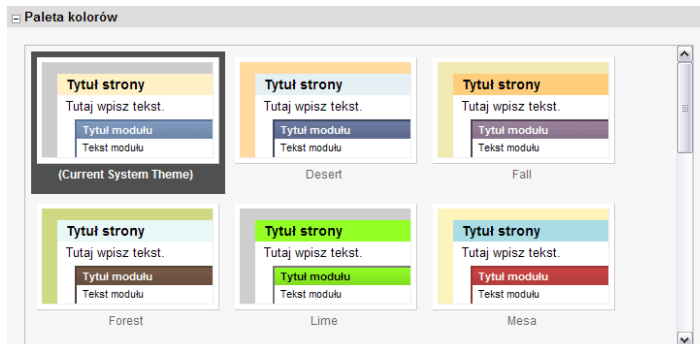 Paleta kolorów
Tytuł strony
Tutaj wpisz tekst.
Tytuł modułu
Tekst modułu
(Current System Theme)
Tytuł strony
Tutaj wpisz tekst.
Tytuł modułu
Tekst modułu
Desert
Tytuł strony
Tutaj wpisz tekst.
Tytuł modułu
Tekst modułu
Fall
Tytuł strony
Tutaj wpisz tekst.
Tytuł modułu
Tekst modułu
Forest
Tytuł strony
Tutaj wpisz tekst.
Tytuł modułu
Tekst modułu
Lime
Tytuł strony
Tutaj wpisz tekst.
Tytuł modułu
Tekst modułu
Mesa